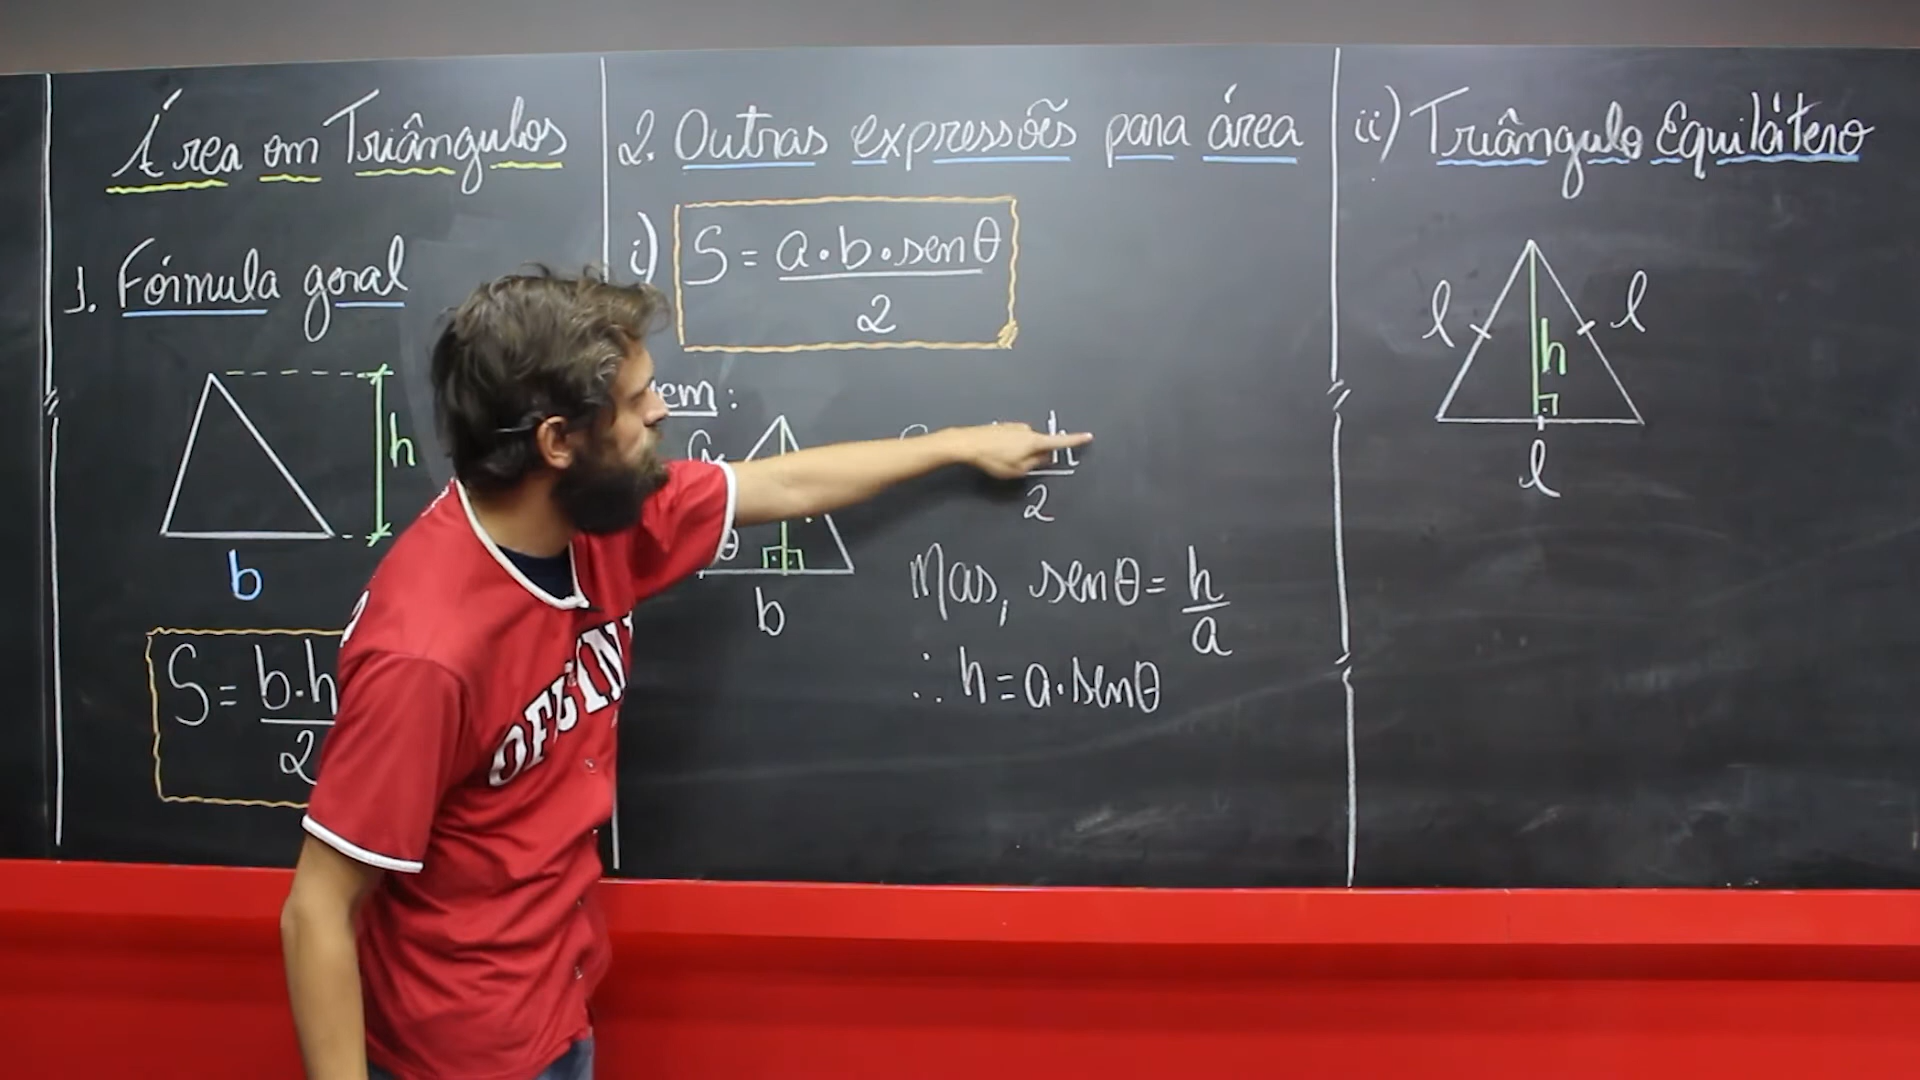 Área em Triângulos
1. Fórmula geral
h
b
S = b·h
2
2. Outras expressões para área
i) S = a·b·senθ
2
a
θ
b
h
2
Mas, senθ = h
a
∴ h = a·senθ
ii) Triângulo Equilátero
l
l
h
l